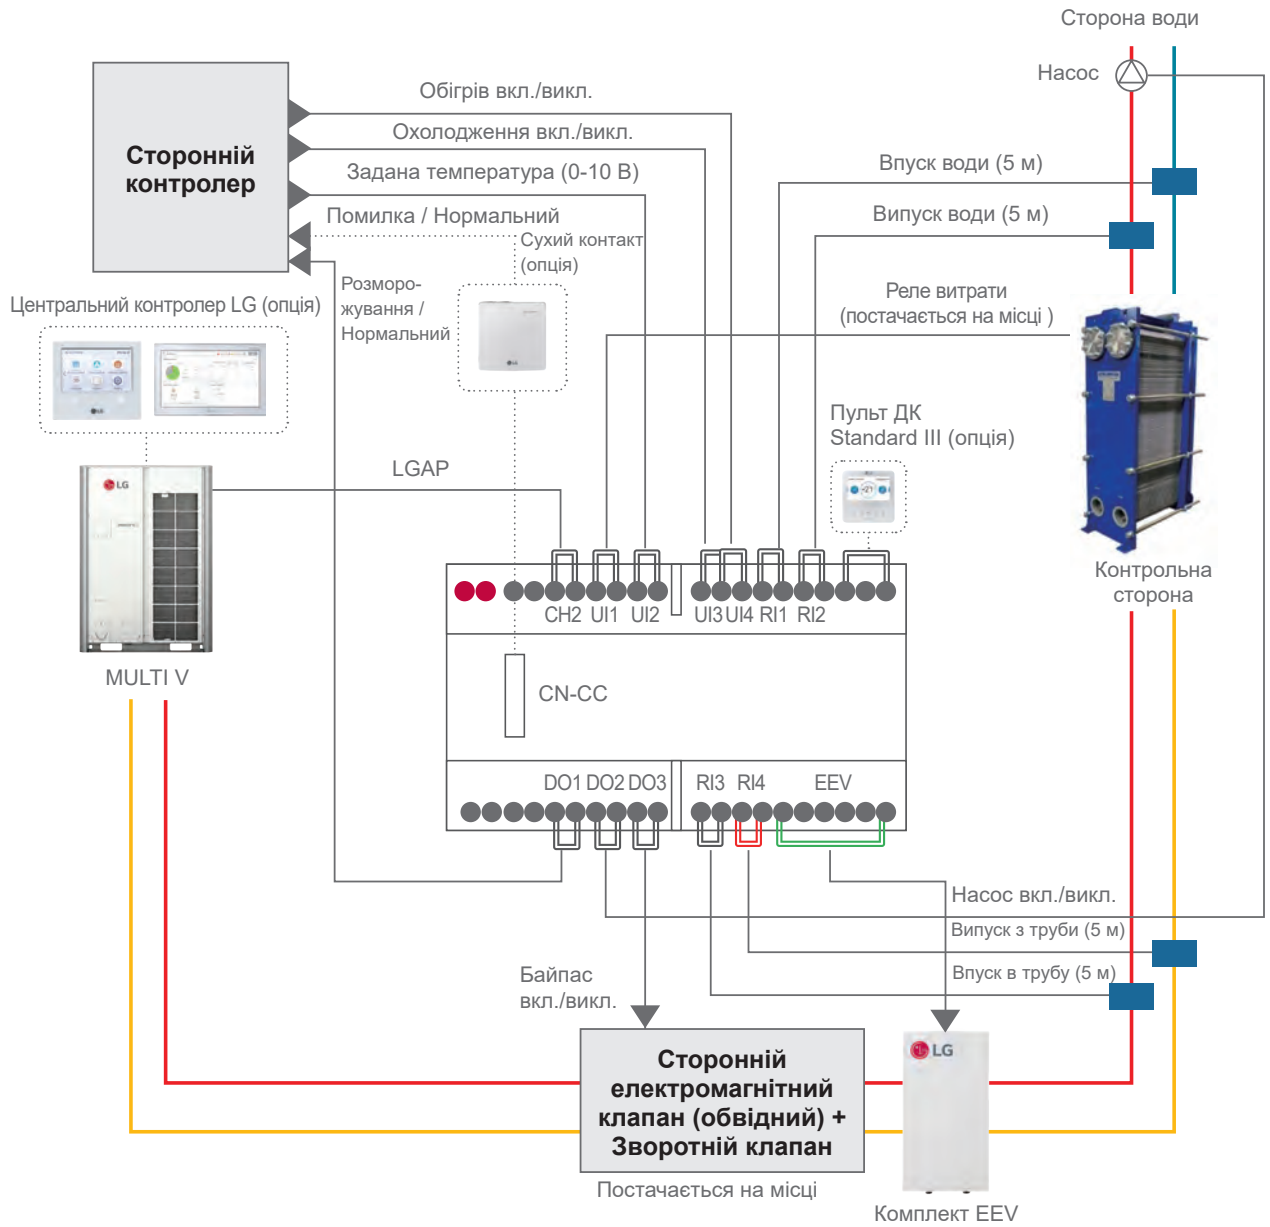 Сторона води
Насос
Обігрів вкл./викл.
Охолодження вкл./викл.
Сторонній
контролер
Задана температура (0-10 В)
Впуск води (5 м)
Помилка / Нормальний
Випуск води (5 м)
Сухий контакт
(опція)
Розморо-
жування /
Нормальний
Центральний контролер LG (опція)
Реле витрати
(постачається на місці )
LG
LG
Пульт ДК
Standard III (опція)
LGAP
LG
Контрольна
сторона
CH2 UI1 UI2 UI3 UI4 RI1 RI2
MULTI V
CN-CC
DO1 DO2 DO3 RI3 RI4 EEV
Насос вкл./викл.
Випуск з труби (5 м)
Байпас
вкл./викл.
Впуск в трубу (5 м)
Сторонній
електромагнітний
клапан (обвідний) +
Зворотній клапан
LG
Постачається на місці
Комплект EEV